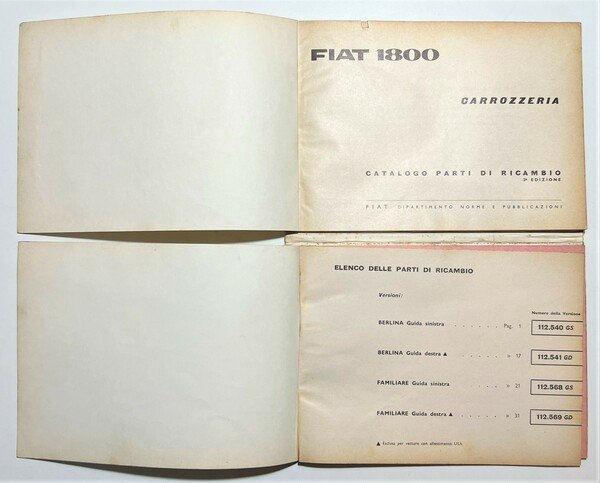 FIAT 1800
CARROZZERIA
CATALOGO PARTI DI RICAMBIO
2ª EDIZIONE
FIAT DIPARTIMENTO NORME E PUBBLICAZIONI
ELENCO DELLE PARTI DI RICAMBIO
Versioni:
Numero della Versione
BERLINA Guida sinistra . . . . . . Pag. 1 112.540 GS
BERLINA Guida destra ▲ . . . . . » 17 112.541 GD
FAMILIARE Guida sinistra . . . . . » 21 112.568 GS
FAMILIARE Guida destra ▲ . . . . . » 31 112.569 GD
▲ Escluso per vetture con allestimento USA